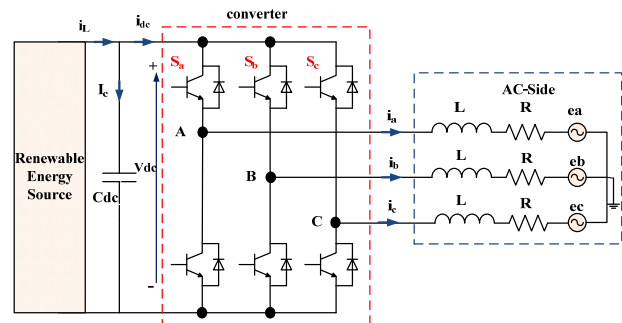 converter
iL
idc
Sa
Sb
Sc
+
AC-Side
Ic
A
ia
L
R
ea
Renewable
Energy
Source
Cdc
Vdc
B
ib
L
R
eb
C
ic
L
R
ec
-